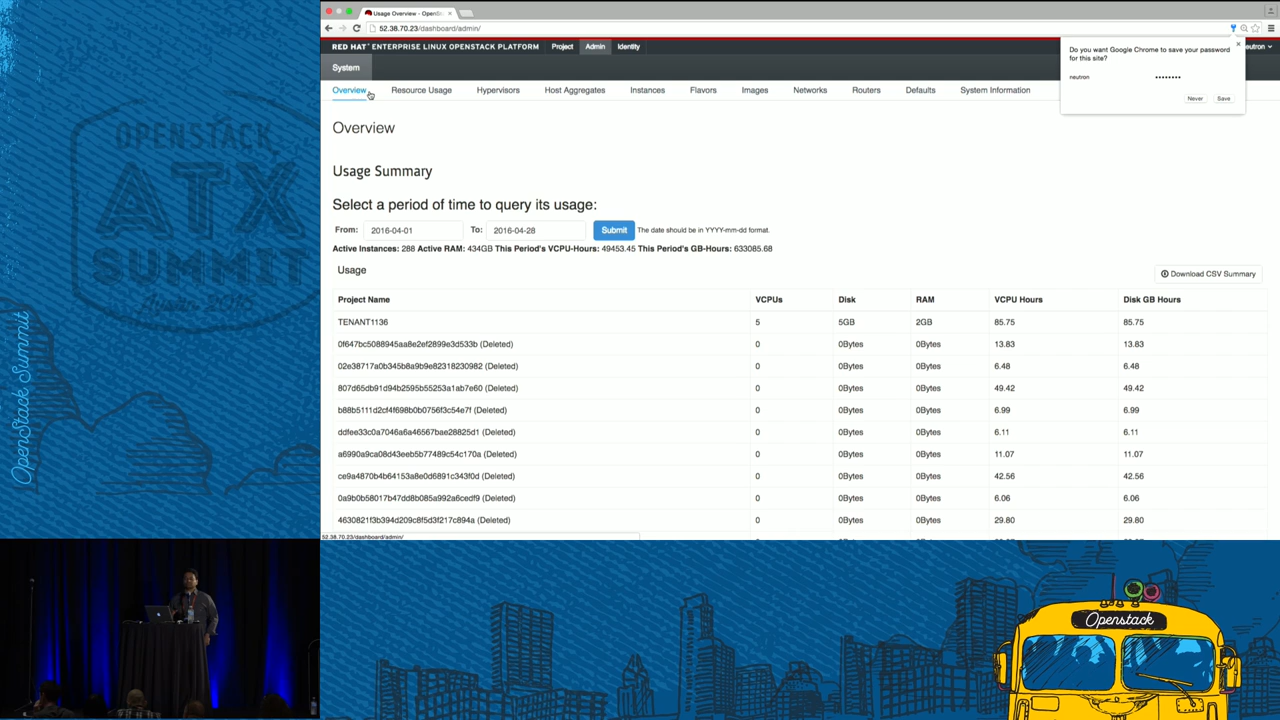 Usage Overview - OpenSt
52.38.70.23/dashboard/admin/
RED HAT ENTERPRISE LINUX OPENSTACK PLATFORM Project Admin Identity neutron
System
Do you want Google Chrome to save your password for this site?
neutron ••••••••
Never Save
Overview Resource Usage Hypervisors Host Aggregates Instances Flavors Images Networks Routers Defaults System Information
Overview
Usage Summary
Select a period of time to query its usage:
From: 2016-04-01 To: 2016-04-28 Submit The date should be in YYYY-mm-dd format.
Active Instances: 288 Active RAM: 434GB This Period's VCPU-Hours: 49453.45 This Period's GB-Hours: 633085.68
Usage Download CSV Summary
Project Name VCPUs Disk RAM VCPU Hours Disk GB Hours
TENANT1136 5 5GB 2GB 85.75 85.75
0f647bc5088945aa8e2ef2899e3d533b (Deleted) 0 0Bytes 0Bytes 13.83 13.83
02e38717a0b345b8a9b9e82318230982 (Deleted) 0 0Bytes 0Bytes 6.48 6.48
807d65db91d94b2595b55253a1ab7e60 (Deleted) 0 0Bytes 0Bytes 49.42 49.42
b88b5111d2cf4f698b0b0756f3c54e7f (Deleted) 0 0Bytes 0Bytes 6.99 6.99
ddfee33c0a7046a6a46567bae28825d1 (Deleted) 0 0Bytes 0Bytes 6.11 6.11
a6990a9ca08d43eeb5b77489c54c170a (Deleted) 0 0Bytes 0Bytes 11.07 11.07
ce9a4870b4b64153a8e0d6891c343f0d (Deleted) 0 0Bytes 0Bytes 42.56 42.56
0a9b0b58017b47dd8b085a992a6cedf9 (Deleted) 0 0Bytes 0Bytes 6.06 6.06
4630821f3b394d209c8f5d3f217c894a (Deleted) 0 0Bytes 0Bytes 29.80 29.80
52.38.70.23/dashboard/admin/
OPENSTACK
ATX
SUMMIT
OpenStack Summit
Openstack